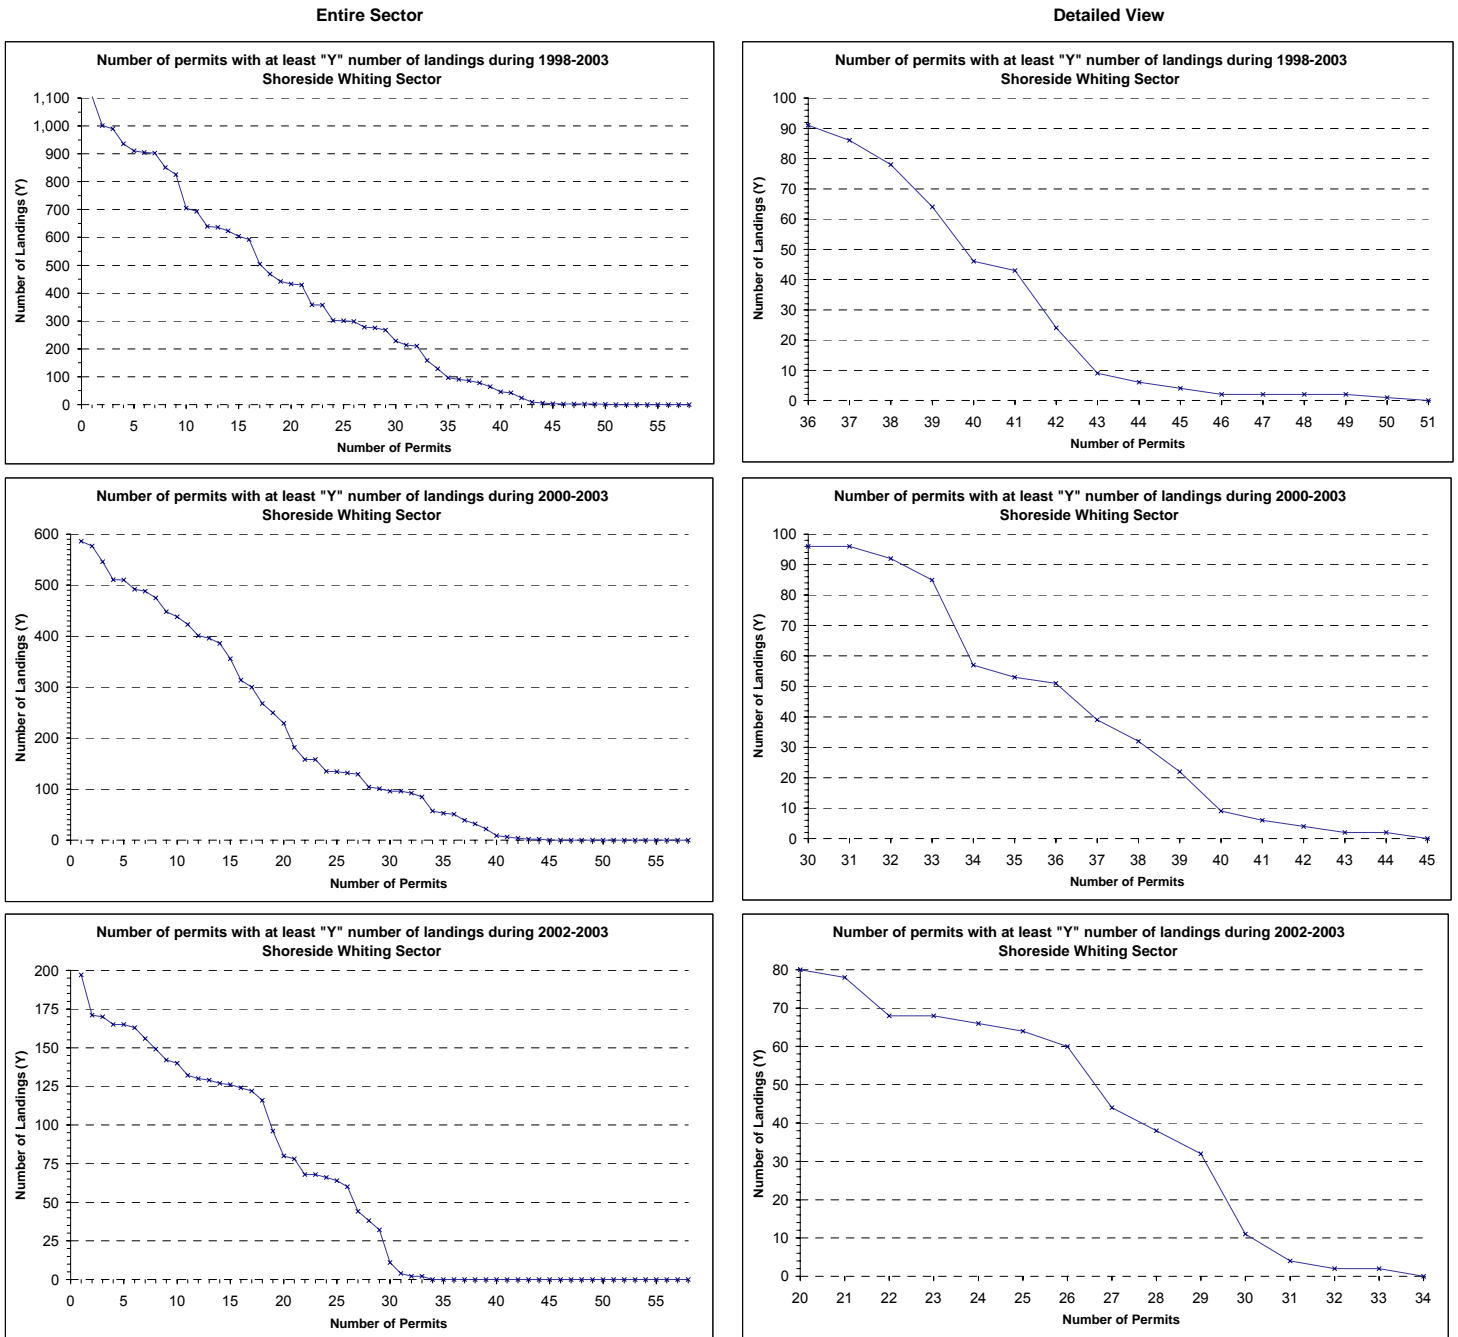 Entire Sector
Detailed View
Number of permits with at least "Y" number of landings during 1998-2003
Shoreside Whiting Sector
1,100
1,000
900
800
700
600
500
400
300
200
100
0
0 5 10 15 20 25 30 35 40 45 50 55
Number of Landings (Y)
Number of Permits
Number of permits with at least "Y" number of landings during 1998-2003
Shoreside Whiting Sector
100
90
80
70
60
50
40
30
20
10
0
36 37 38 39 40 41 42 43 44 45 46 47 48 49 50 51
Number of Landings (Y)
Number of Permits
Number of permits with at least "Y" number of landings during 2000-2003
Shoreside Whiting Sector
600
500
400
300
200
100
0
0 5 10 15 20 25 30 35 40 45 50 55
Number of Landings (Y)
Number of Permits
Number of permits with at least "Y" number of landings during 2000-2003
Shoreside Whiting Sector
100
90
80
70
60
50
40
30
20
10
0
30 31 32 33 34 35 36 37 38 39 40 41 42 43 44 45
Number of Landings (Y)
Number of Permits
Number of permits with at least "Y" number of landings during 2002-2003
Shoreside Whiting Sector
200
175
150
125
100
75
50
25
0
0 5 10 15 20 25 30 35 40 45 50 55
Number of Landings (Y)
Number of Permits
Number of permits with at least "Y" number of landings during 2002-2003
Shoreside Whiting Sector
80
70
60
50
40
30
20
10
0
20 21 22 23 24 25 26 27 28 29 30 31 32 33 34
Number of Landings (Y)
Number of Permits